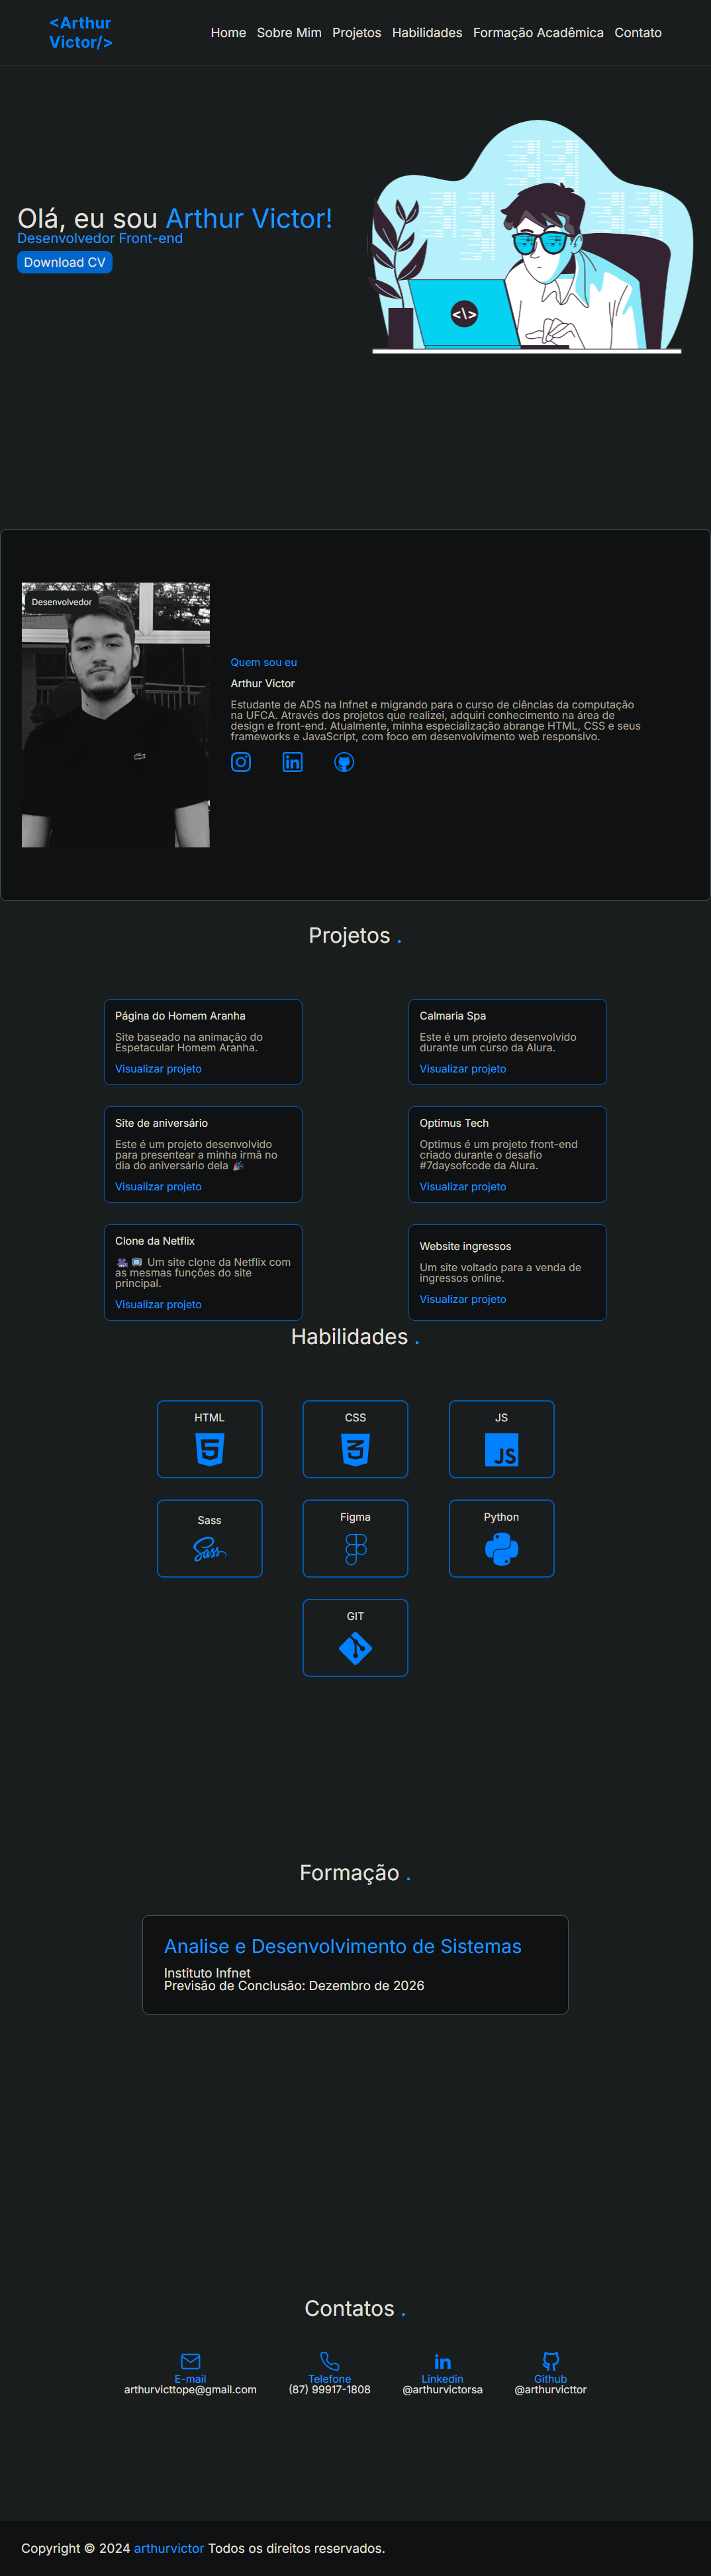 <Arthur
Victor/>
Home Sobre Mim Projetos Habilidades Formação Acadêmica Contato
Olá, eu sou Arthur Victor!
Desenvolvedor Front-end
Download CV
</>
Desenvolvedor
Quem sou eu
Arthur Victor
Estudante de ADS na Infnet e migrando para o curso de ciências da computação
na UFCA. Através dos projetos que realizei, adquiri conhecimento na área de
design e front-end. Atualmente, minha especialização abrange HTML, CSS e seus
frameworks e JavaScript, com foco em desenvolvimento web responsivo.
Projetos .
Página do Homem Aranha
Site baseado na animação do
Espetacular Homem Aranha.
Visualizar projeto
Calmaria Spa
Este é um projeto desenvolvido
durante um curso da Alura.
Visualizar projeto
Site de aniversário
Este é um projeto desenvolvido
para presentear a minha irmã no
dia do aniversário dela 🎉
Visualizar projeto
Optimus Tech
Optimus é um projeto front-end
criado durante o desafio
#7daysofcode da Alura.
Visualizar projeto
Clone da Netflix
Um site clone da Netflix com
as mesmas funções do site
principal.
Visualizar projeto
Website ingressos
Um site voltado para a venda de
ingressos online.
Visualizar projeto
Habilidades .
HTML
CSS
JS
JS
Sass
Sass
Figma
Python
GIT
Formação .
Analise e Desenvolvimento de Sistemas
Instituto Infnet
Previsão de Conclusão: Dezembro de 2026
Contatos .
E-mail
arthurvicttope@gmail.com
Telefone
(87) 99917-1808
Linkedin
@arthurvictorsa
Github
@arthurvicttor
Copyright © 2024 arthurvictor Todos os direitos reservados.